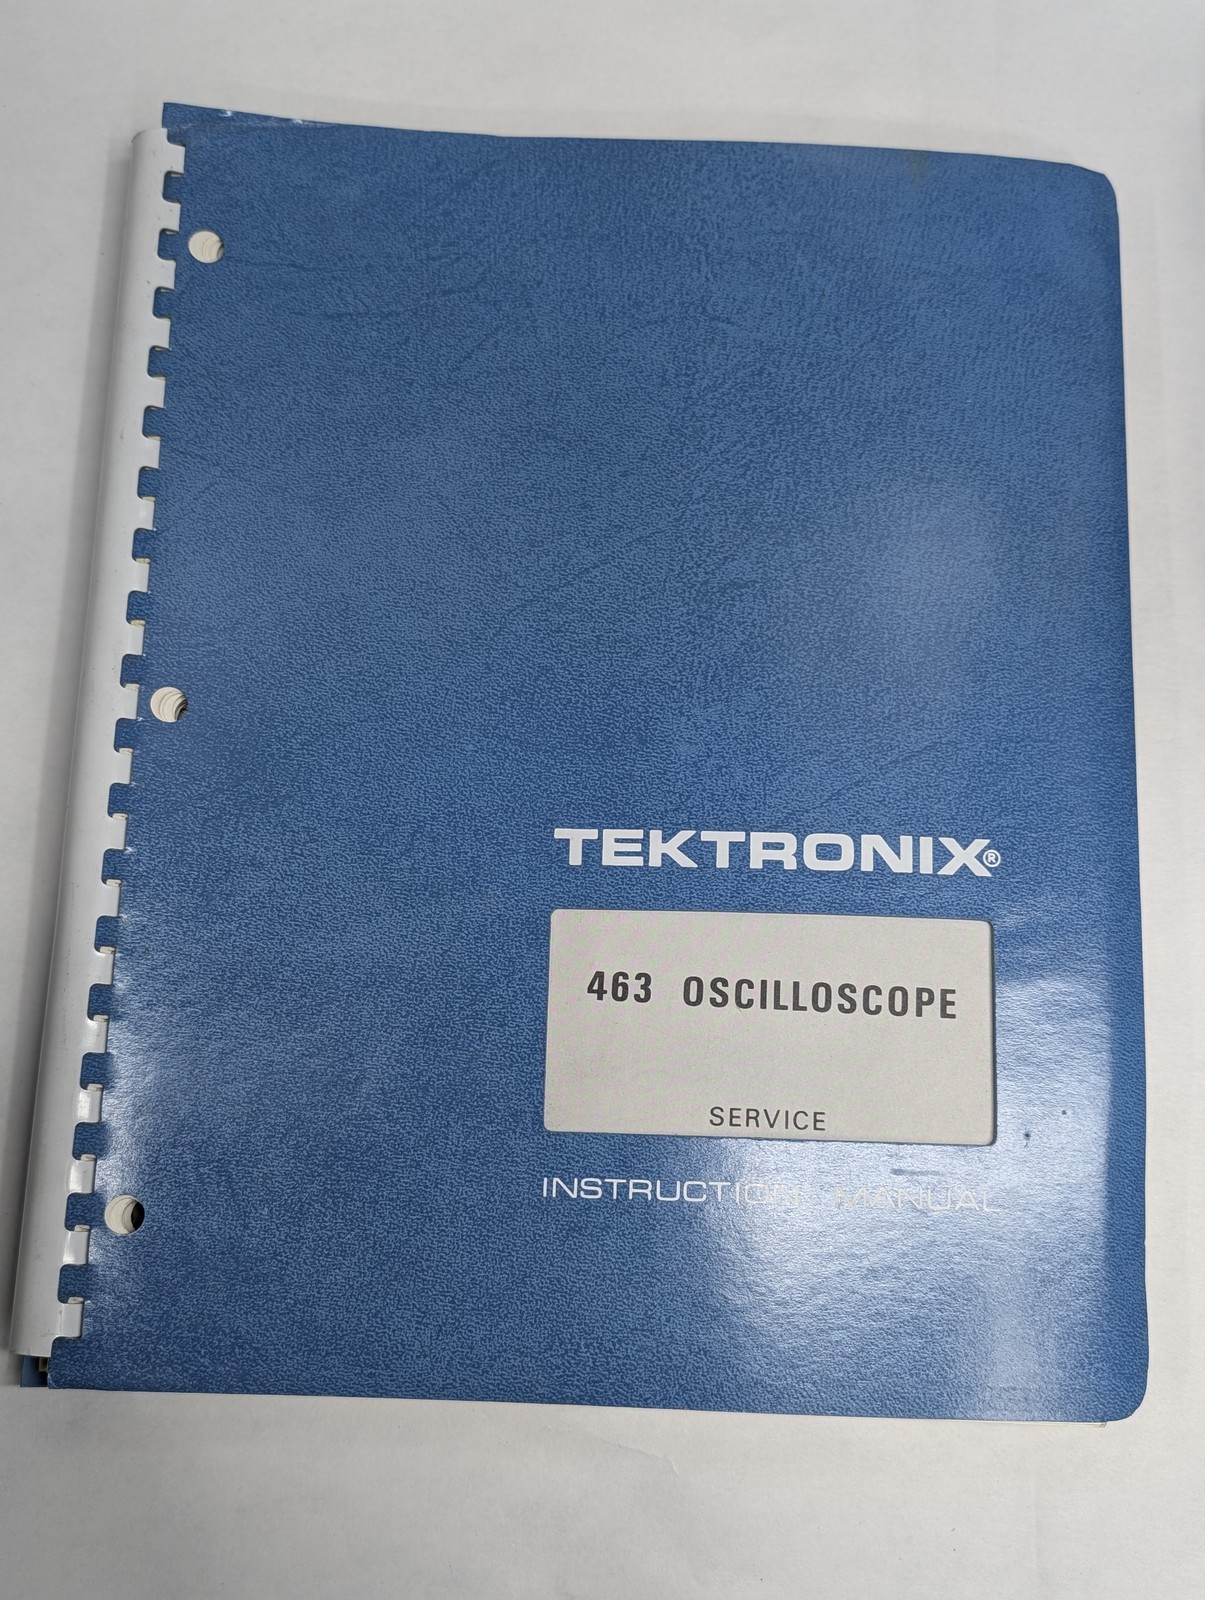 TEKTRONIX®
463 OSCILLOSCOPE
SERVICE
INSTRUCTION MANUAL